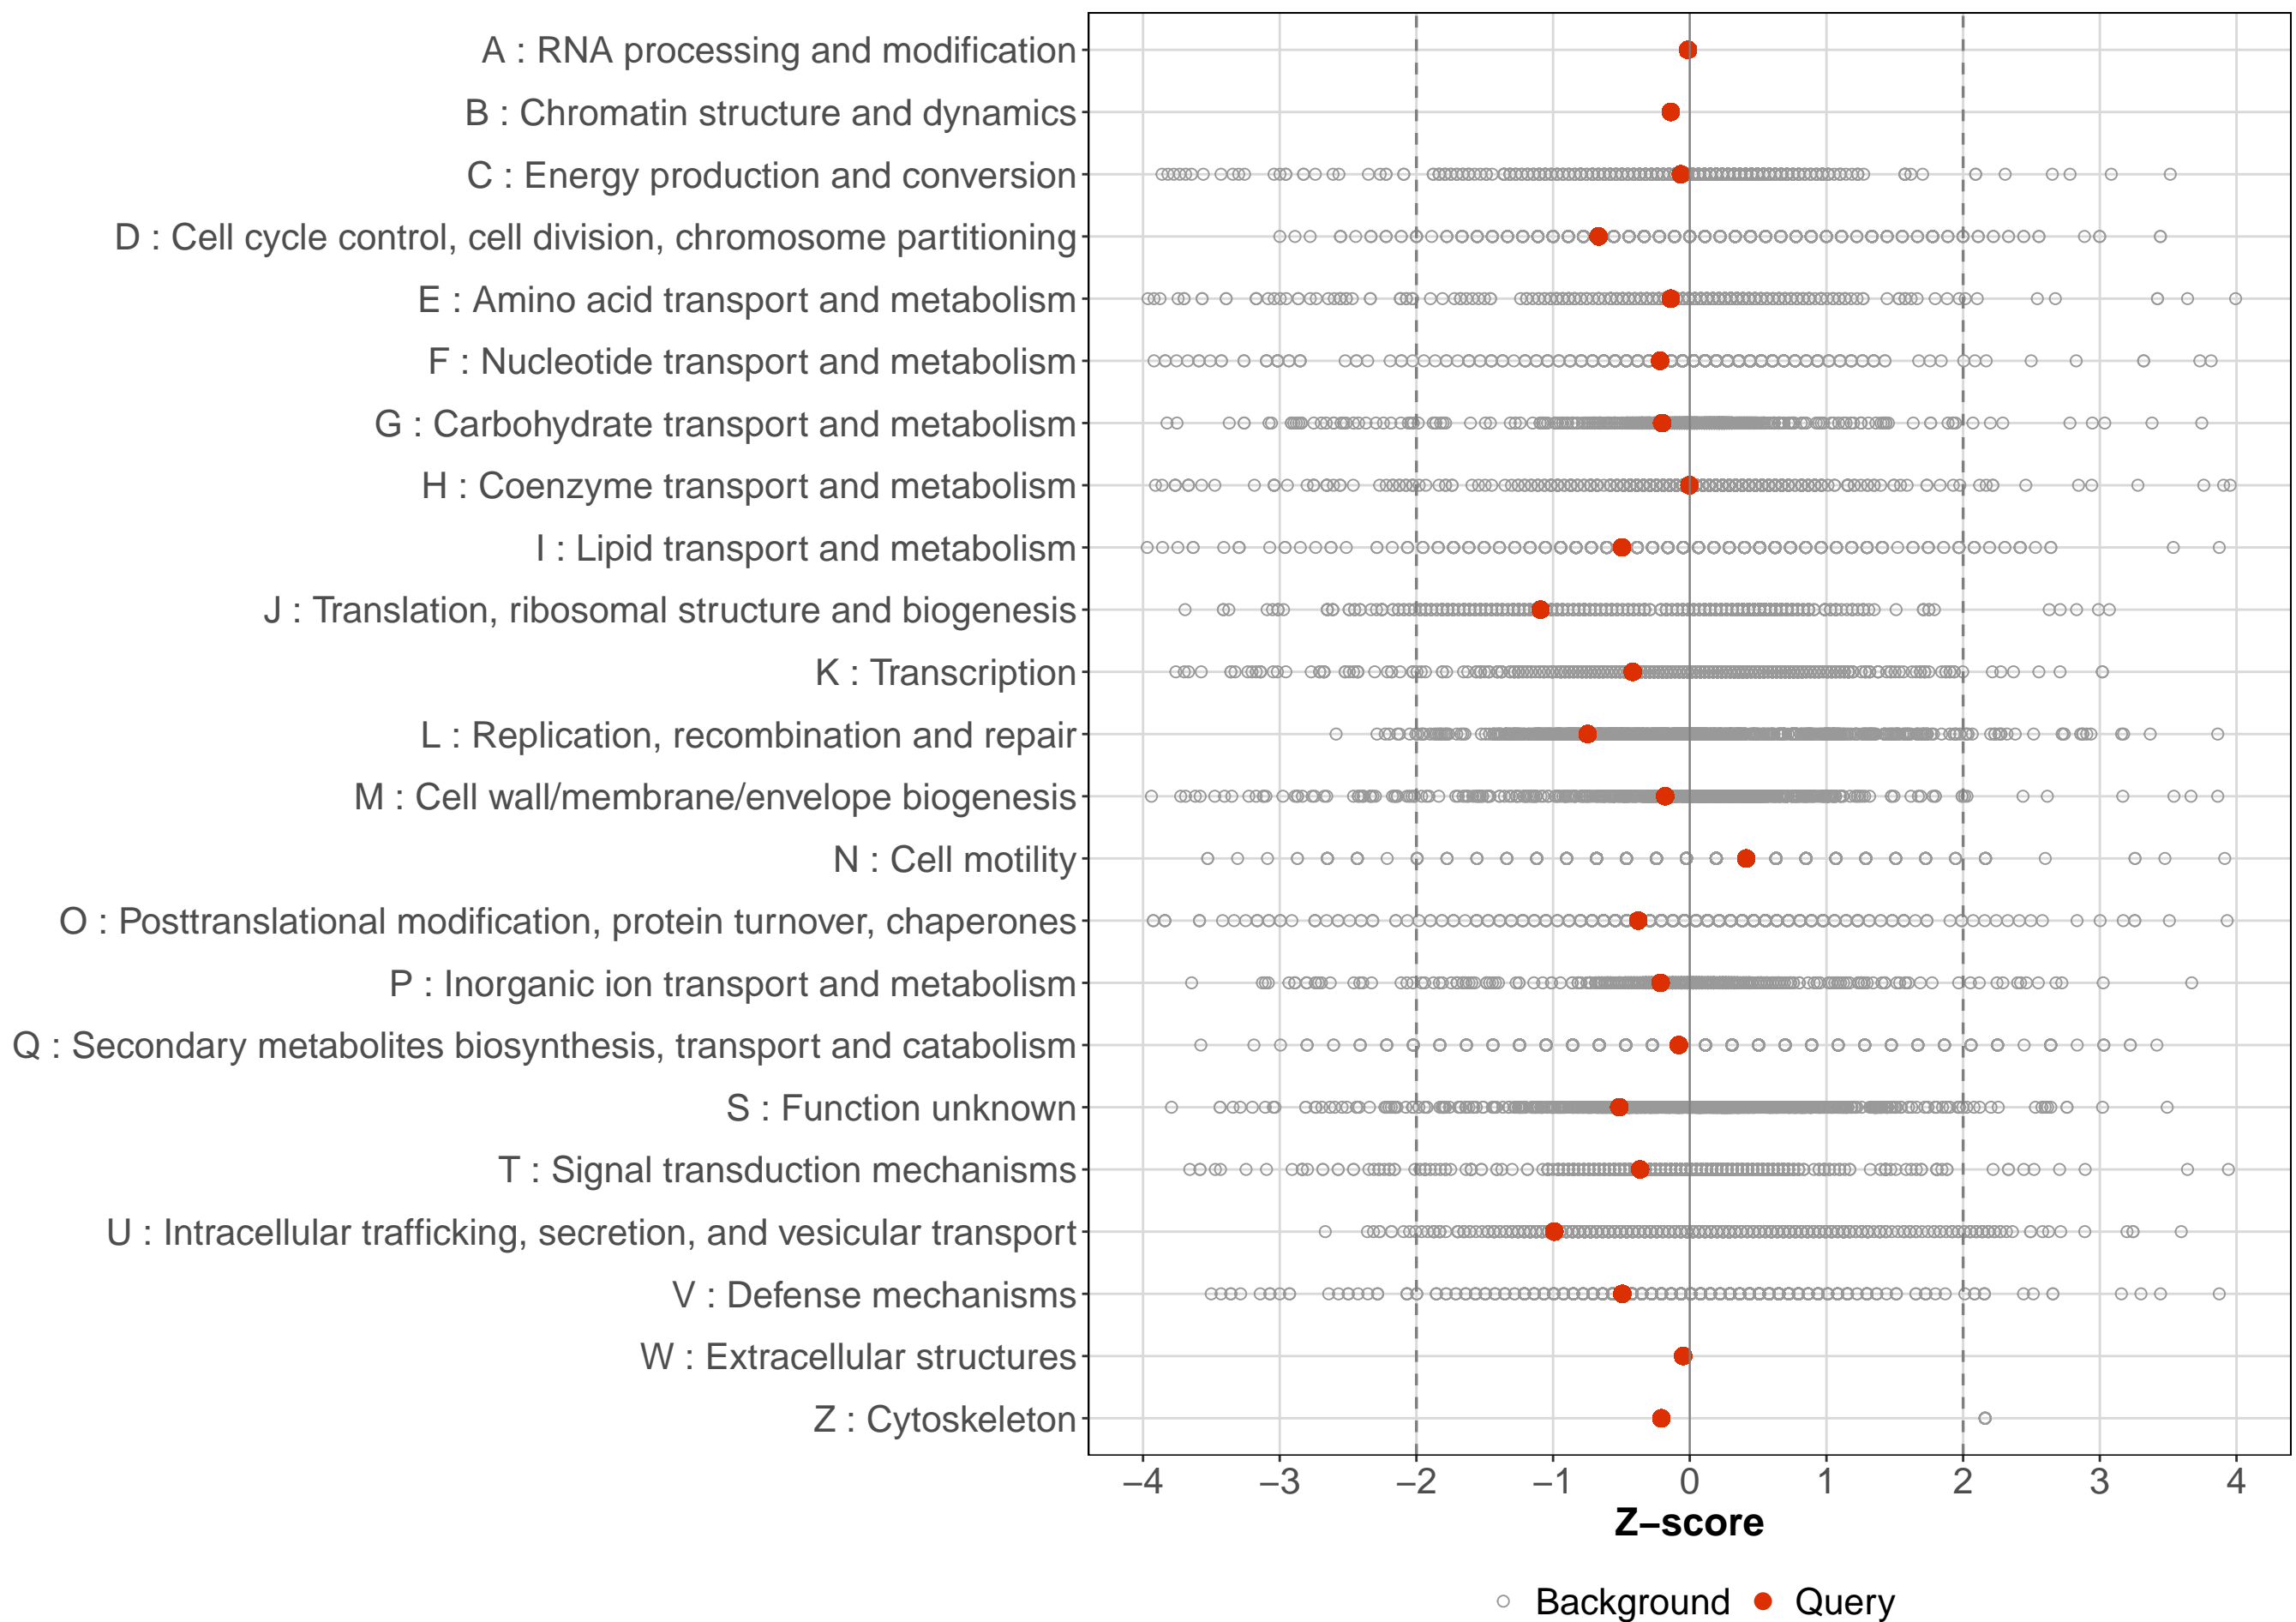 A : RNA processing and modification
B : Chromatin structure and dynamics
C : Energy production and conversion
D : Cell cycle control, cell division, chromosome partitioning
E : Amino acid transport and metabolism
F : Nucleotide transport and metabolism
G : Carbohydrate transport and metabolism
H : Coenzyme transport and metabolism
I : Lipid transport and metabolism
J : Translation, ribosomal structure and biogenesis
K : Transcription
L : Replication, recombination and repair
M : Cell wall/membrane/envelope biogenesis
N : Cell motility
O : Posttranslational modification, protein turnover, chaperones
P : Inorganic ion transport and metabolism
Q : Secondary metabolites biosynthesis, transport and catabolism
S : Function unknown
T : Signal transduction mechanisms
U : Intracellular trafficking, secretion, and vesicular transport
V : Defense mechanisms
W : Extracellular structures
Z : Cytoskeleton
−4 −3 −2 −1 0 1 2 3 4
Z−score
Background Query